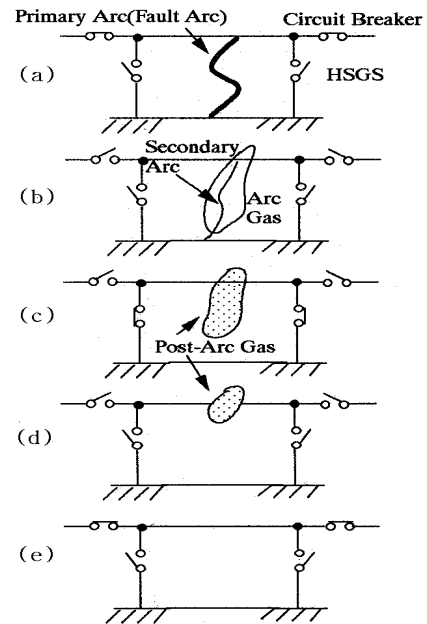 Primary Arc(Fault Arc)
Circuit Breaker
(a)
HSGS
Secondary
Arc
(b)
Arc
Gas
(c)
Post-Arc Gas
(d)
(e)